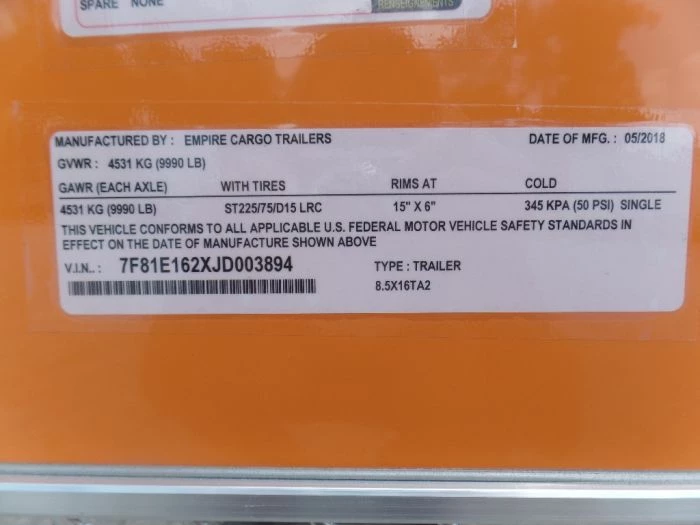 SPARE NONE
RENSEIGNEMENTS
MANUFACTURED BY : EMPIRE CARGO TRAILERS DATE OF MFG. : 05/2018
GVWR : 4531 KG (9990 LB)
GAWR (EACH AXLE) WITH TIRES RIMS AT COLD
4531 KG (9990 LB) ST225/75/D15 LRC 15" X 6" 345 KPA (50 PSI) SINGLE
THIS VEHICLE CONFORMS TO ALL APPLICABLE U.S. FEDERAL MOTOR VEHICLE SAFETY STANDARDS IN
EFFECT ON THE DATE OF MANUFACTURE SHOWN ABOVE
V.I.N.. : 7F81E162XJD003894 TYPE : TRAILER
8.5X16TA2